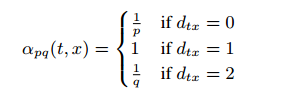 1/p if d_tx = 0
α_pq(t, x) = { 1 if d_tx = 1
1/q if d_tx = 2